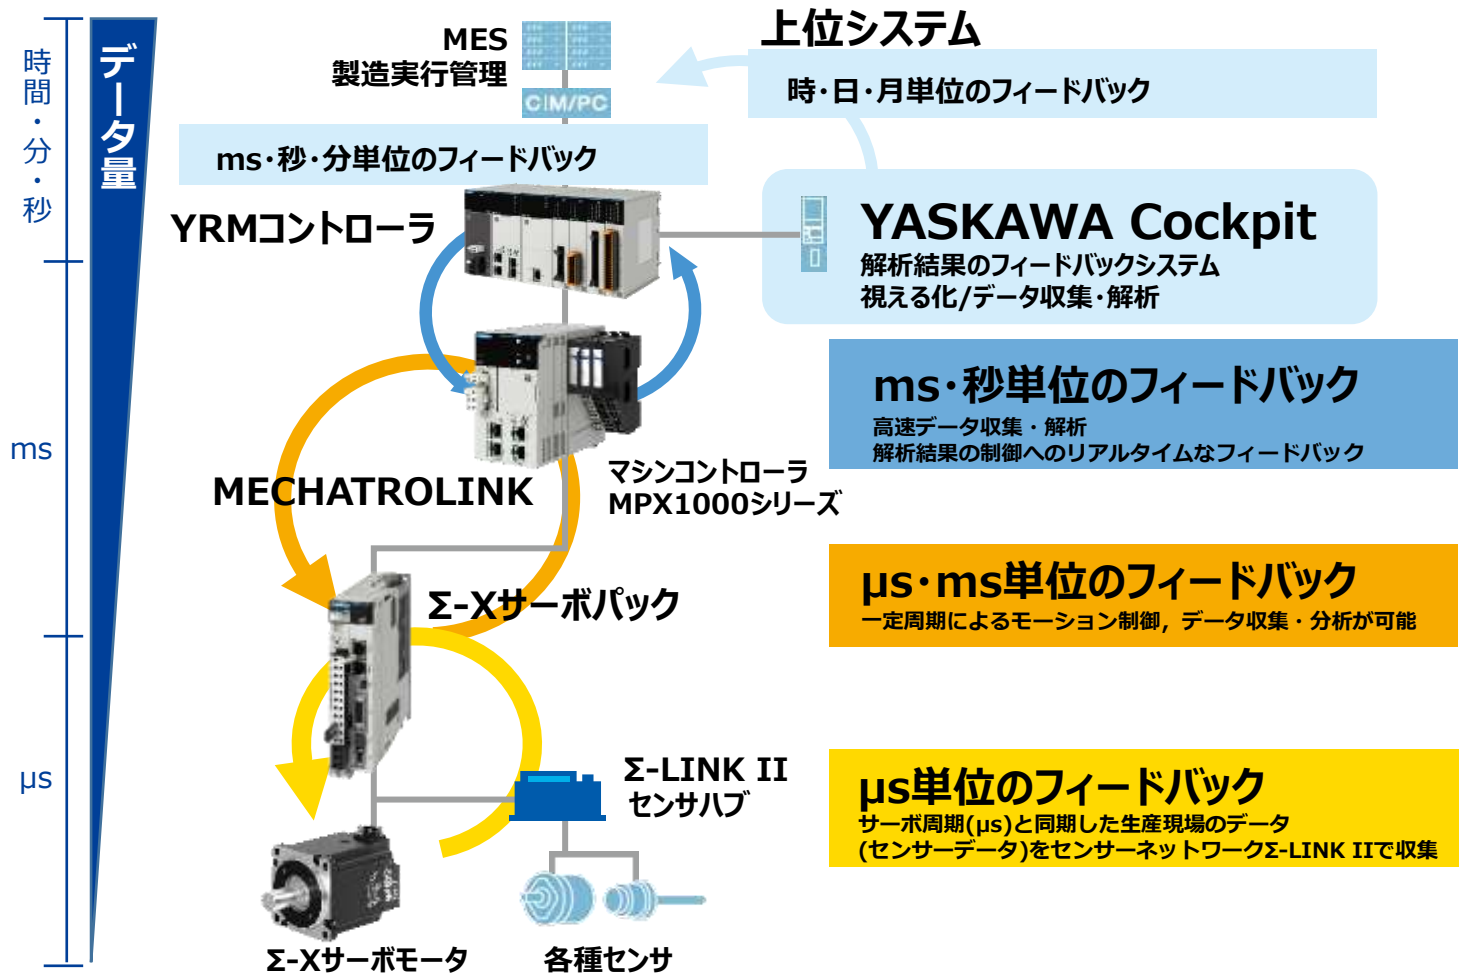 時間・分・秒
ms
µs
データ量
MES
製造実行管理
CIM/PC
上位システム
時・日・月単位のフィードバック
ms・秒・分単位のフィードバック
YRMコントローラ
YASKAWA Cockpit
解析結果のフィードバックシステム
視える化/データ収集・解析
ms・秒単位のフィードバック
高速データ収集・解析
解析結果の制御へのリアルタイムなフィードバック
マシンコントローラ
MPX1000シリーズ
MECHATROLINK
µs・ms単位のフィードバック
一定周期によるモーション制御, データ収集・分析が可能
Σ-Xサーボパック
Σ-LINK II
センサハブ
µs単位のフィードバック
サーボ周期(µs)と同期した生産現場のデータ
(センサーデータ)をセンサーネットワークΣ-LINK IIで収集
Σ-Xサーボモータ
各種センサ